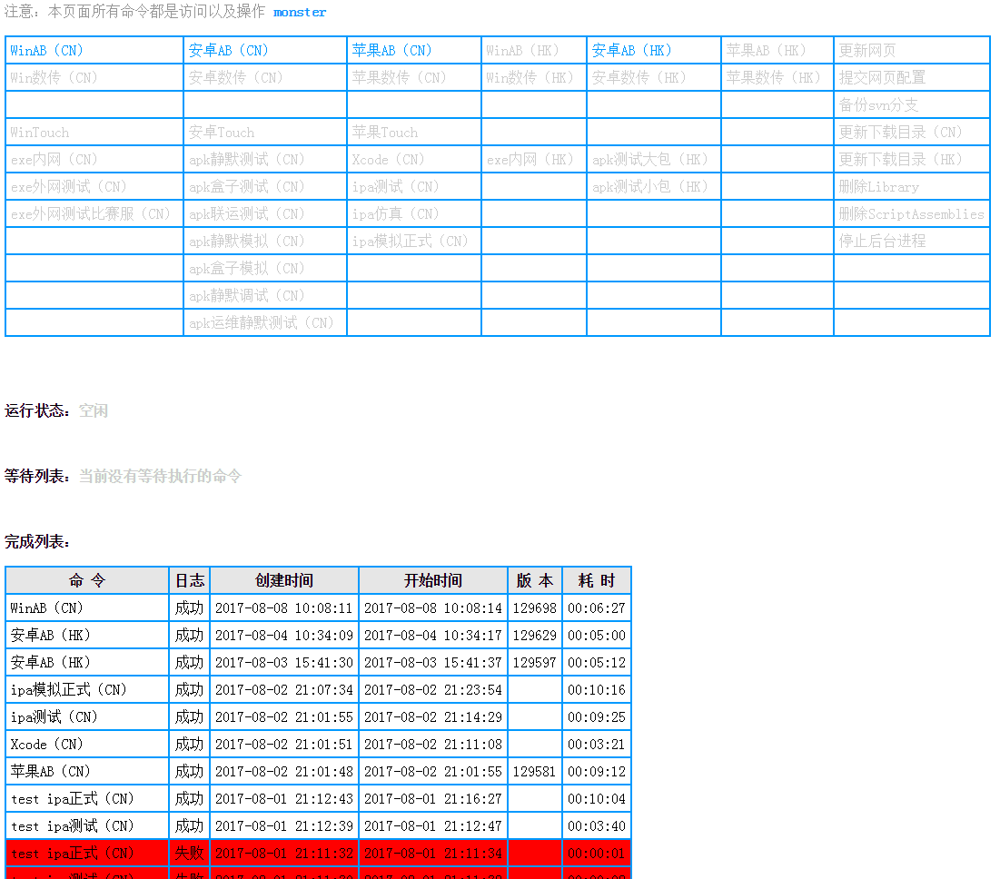 注意：本页面所有命令都是访问以及操作 monster
WinAB（CN） 安卓AB（CN） 苹果AB（CN） WinAB（HK） 安卓AB（HK） 苹果AB（HK） 更新网页
Win数传（CN） 安卓数传（CN） 苹果数传（CN） Win数传（HK） 安卓数传（HK） 苹果数传（HK） 提交网页配置
备份svn分支
WinTouch 安卓Touch 苹果Touch 更新下载目录（CN）
exe内网（CN） apk静默测试（CN） Xcode（CN） exe内网（HK） apk测试大包（HK） 更新下载目录（HK）
exe外网测试（CN） apk盒子测试（CN） ipa测试（CN） apk测试小包（HK） 删除Library
exe外网测试比赛服（CN） apk联运测试（CN） ipa仿真（CN） 删除ScriptAssemblies
apk静默模拟（CN） ipa模拟正式（CN） 停止后台进程
apk盒子模拟（CN）
apk静默调试（CN）
apk运维静默测试（CN）
运行状态：空闲
等待列表：当前没有等待执行的命令
完成列表：
命 令 日志 创建时间 开始时间 版 本 耗 时
WinAB（CN） 成功 2017-08-08 10:08:11 2017-08-08 10:08:14 129698 00:06:27
安卓AB（HK） 成功 2017-08-04 10:34:09 2017-08-04 10:34:17 129629 00:05:00
安卓AB（HK） 成功 2017-08-03 15:41:30 2017-08-03 15:41:37 129597 00:05:12
ipa模拟正式（CN） 成功 2017-08-02 21:07:34 2017-08-02 21:23:54 00:10:16
ipa测试（CN） 成功 2017-08-02 21:01:55 2017-08-02 21:14:29 00:09:25
Xcode（CN） 成功 2017-08-02 21:01:51 2017-08-02 21:11:08 00:03:21
苹果AB（CN） 成功 2017-08-02 21:01:48 2017-08-02 21:01:55 129581 00:09:12
test ipa正式（CN） 成功 2017-08-01 21:12:43 2017-08-01 21:16:27 00:10:04
test ipa测试（CN） 成功 2017-08-01 21:12:39 2017-08-01 21:12:47 00:03:40
test ipa正式（CN） 失败 2017-08-01 21:11:32 2017-08-01 21:11:34 00:00:01